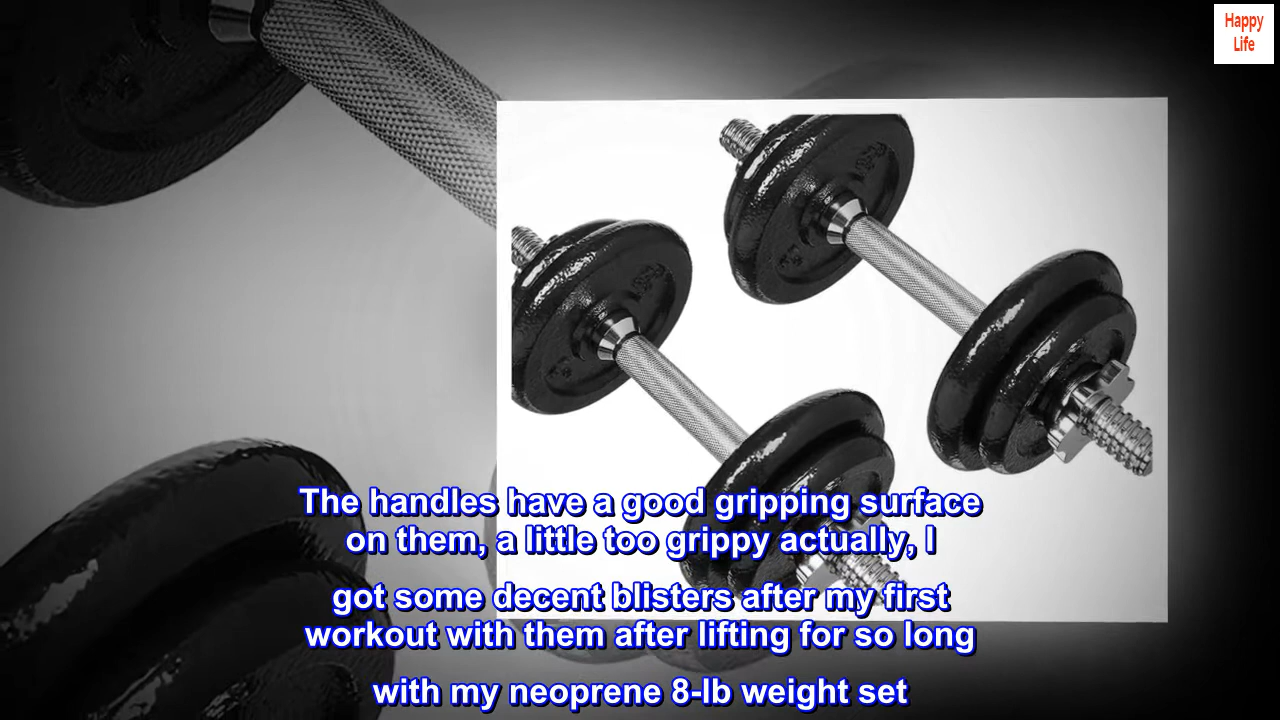 Happy
Life
The handles have a good gripping surface
on them, a little too grippy actually, I
got some decent blisters after my first
workout with them after lifting for so long
with my neoprene 8-lb weight set